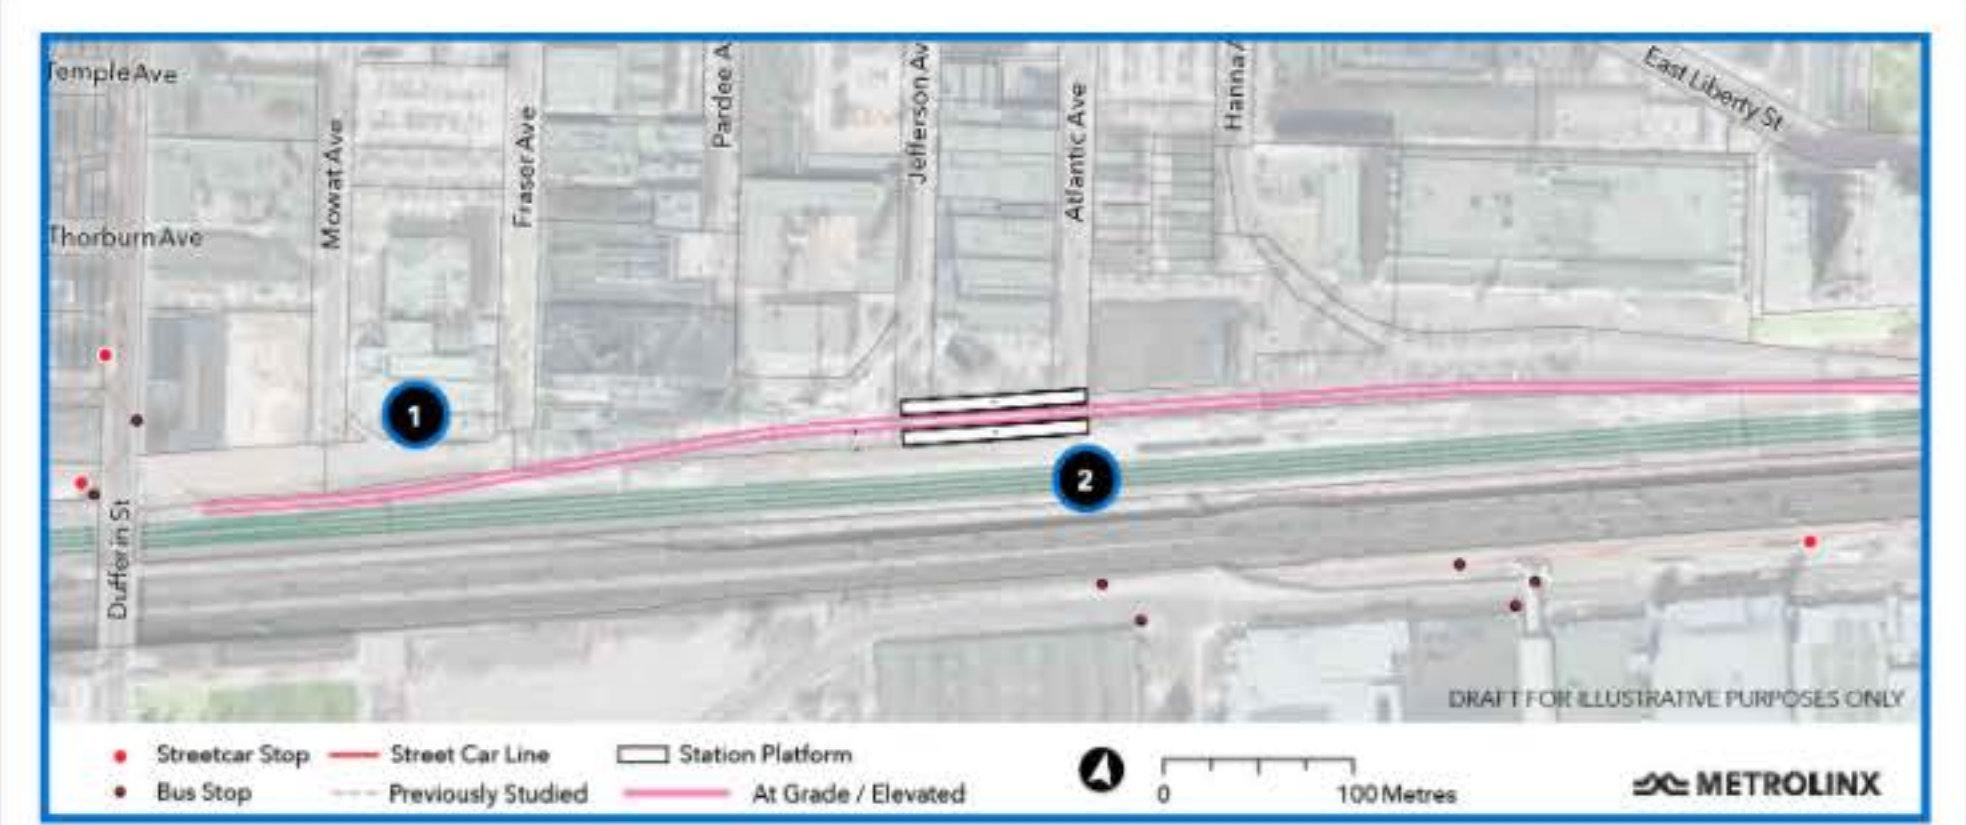 Temple Ave
Mowat Ave
Fraser Ave
Pardee A
Jefferson Av
Atlantic Ave
Hanna A
East Liberty St
Thorburn Ave
1
2
Dufferin St
DRAFT FOR ILLUSTRATIVE PURPOSES ONLY
Streetcar Stop Street Car Line Station Platform
Bus Stop Previously Studied At Grade / Elevated
0 100 Metres
METROLINX